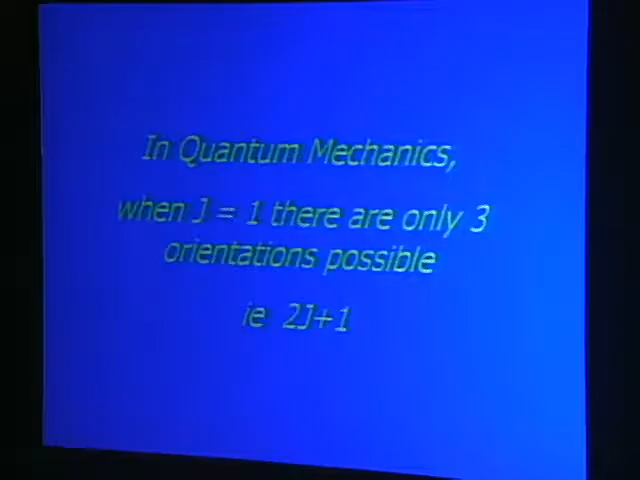 In Quantum Mechanics,
when J = 1 there are only 3
orientations possible
ie 2J+1